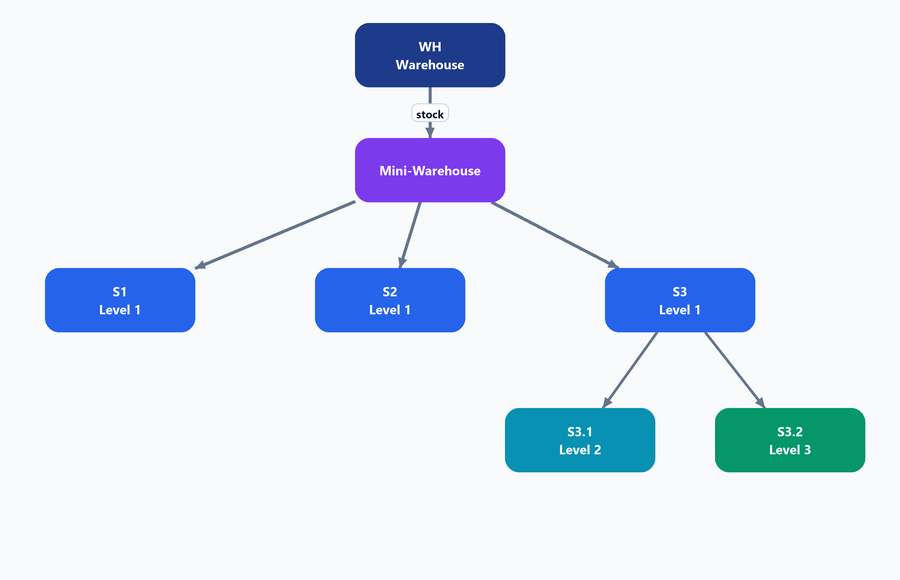 WH
Warehouse
stock
Mini-Warehouse
S1
Level 1
S2
Level 1
S3
Level 1
S3.1
Level 2
S3.2
Level 3